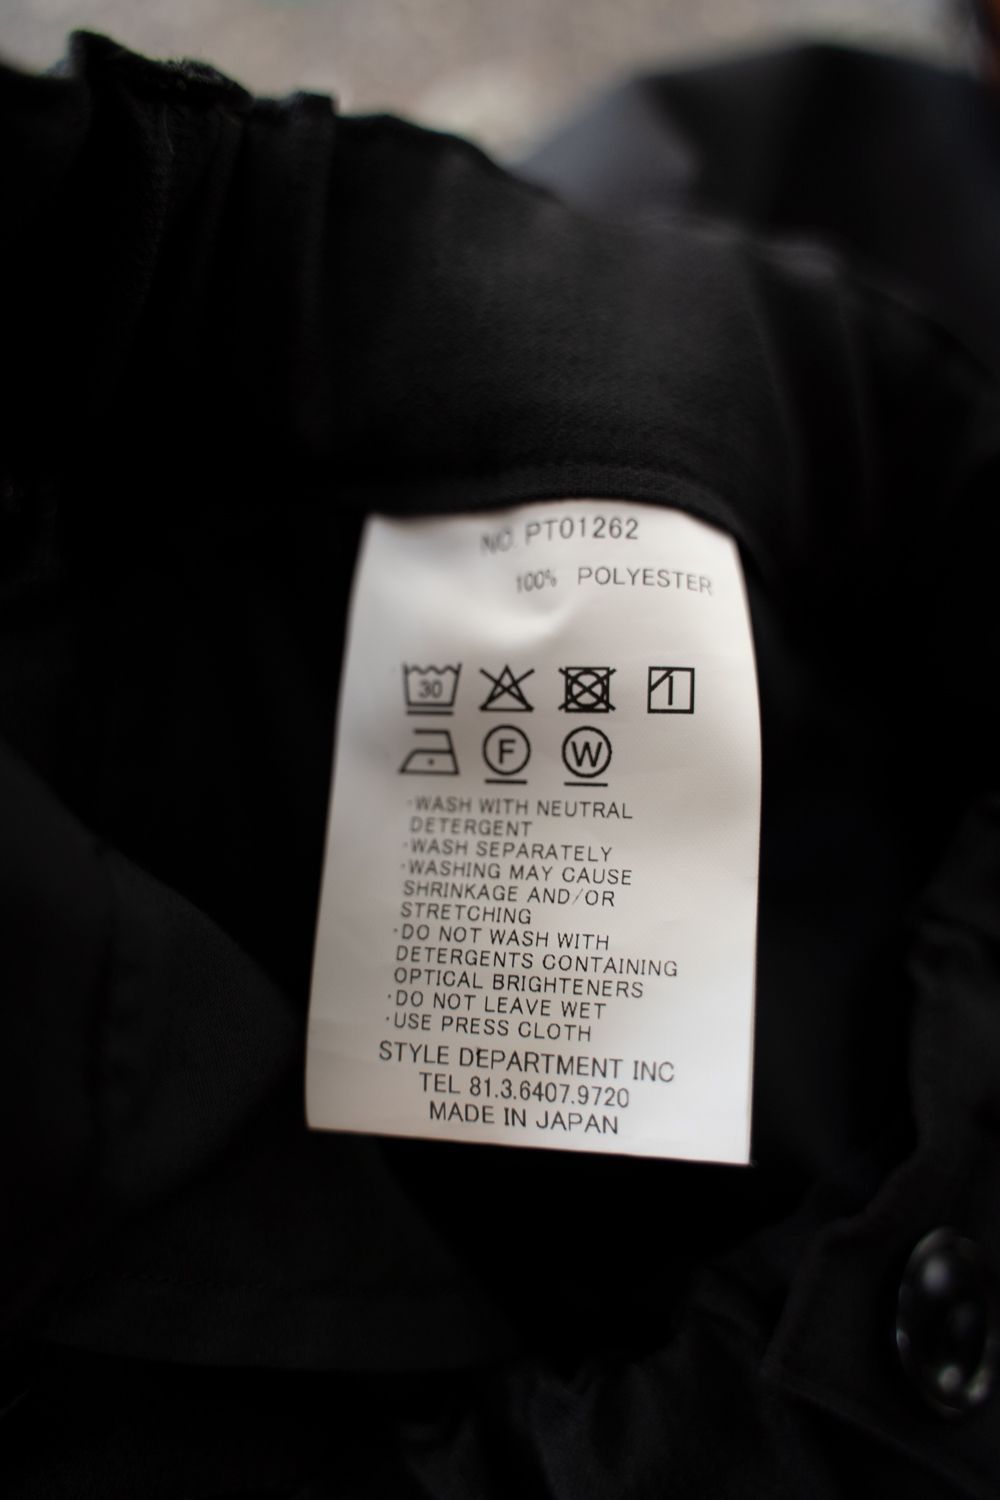 NO. PT01262
100% POLYESTER
30
F W
·WASH WITH NEUTRAL
DETERGENT
·WASH SEPARATELY
·WASHING MAY CAUSE
SHRINKAGE AND/OR
STRETCHING
·DO NOT WASH WITH
DETERGENTS CONTAINING
OPTICAL BRIGHTENERS
·DO NOT LEAVE WET
·USE PRESS CLOTH
STYLE DEPARTMENT INC
TEL 81.3.6407.9720
MADE IN JAPAN